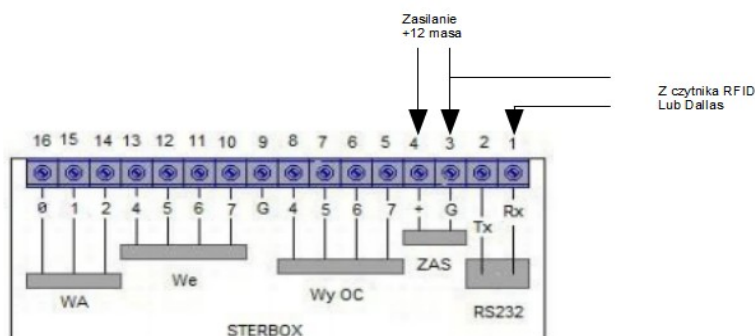 Zasilanie
+12 masa
Z czytnika RFID
Lub Dallas
16 15 14 13 12 11 10 9 8 7 6 5 4 3 2 1
0 1 2 4 5 6 7 G 4 5 6 7 + G Tx Rx
WA We Wy OC ZAS RS232
STERBOX